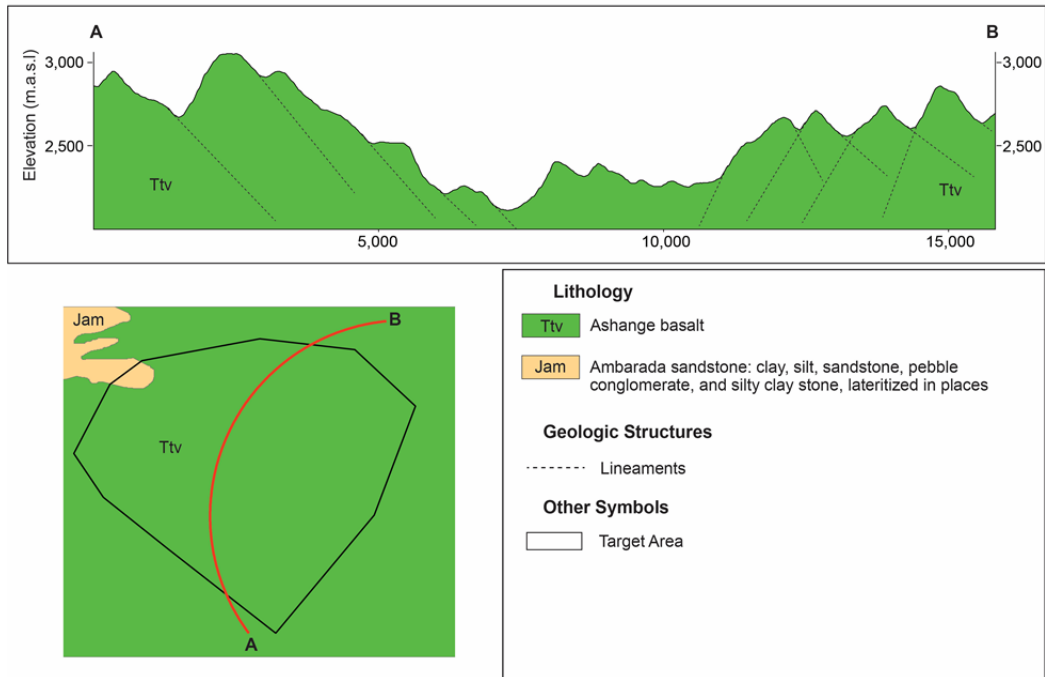 A
B
3,000
3,000
2,500
2,500
Elevation (m.a.s.l)
Ttv
Ttv
5,000
10,000
15,000
Jam
B
Ttv
A
Lithology
Ttv Ashange basalt
Jam Ambarada sandstone: clay, silt, sandstone, pebble
conglomerate, and silty clay stone, lateritized in places
Geologic Structures
Lineaments
Other Symbols
Target Area